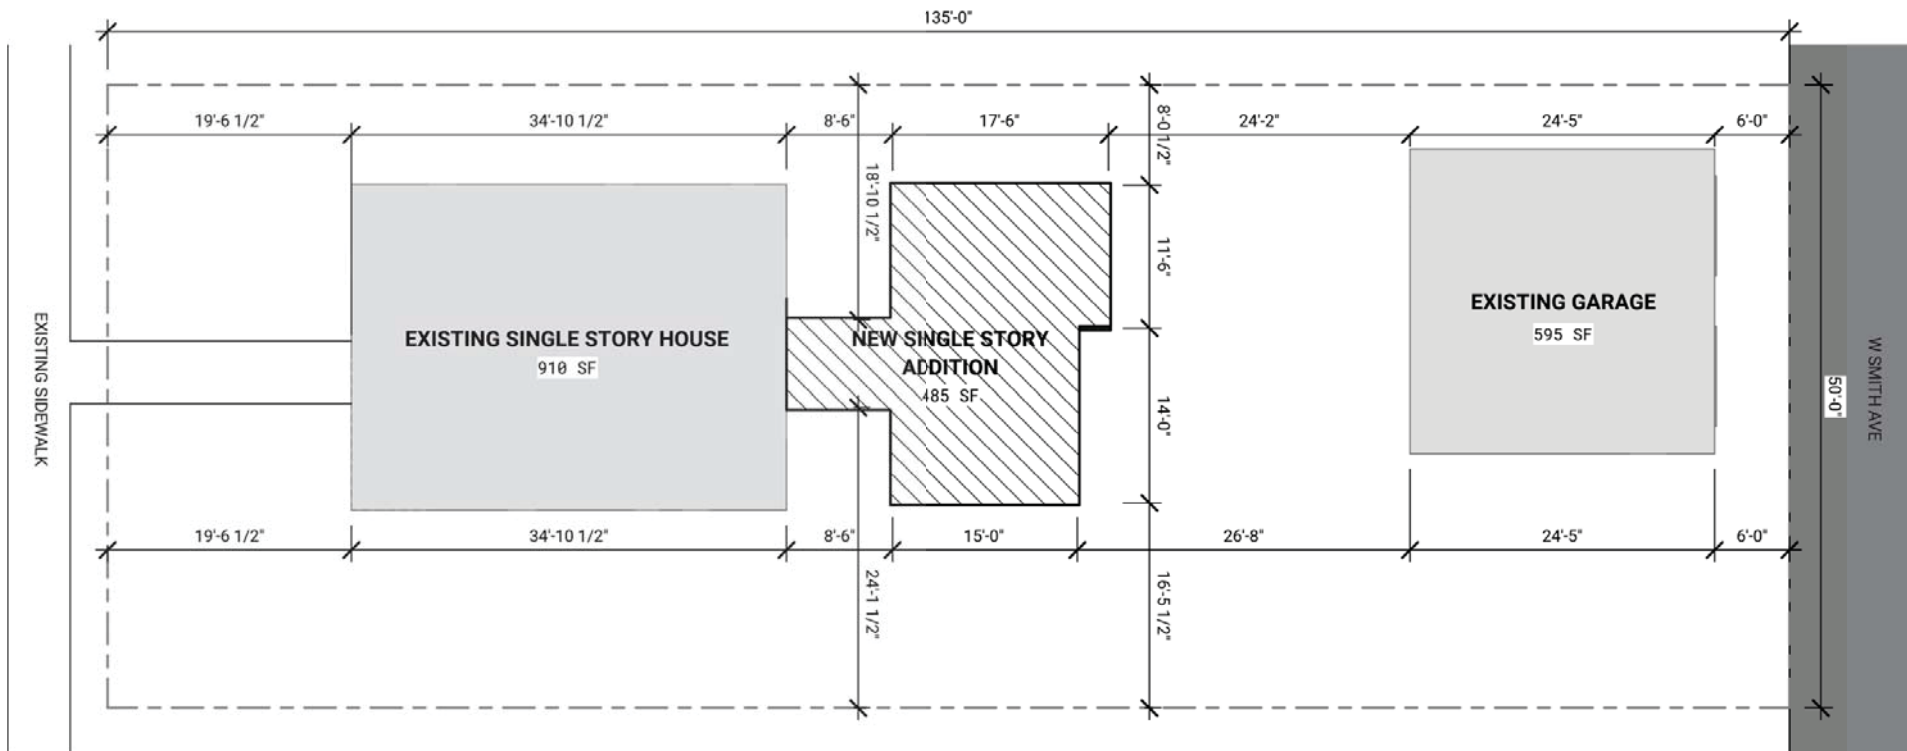 135'-0"
19'-6 1/2"
34'-10 1/2"
8'-6"
17'-6"
8'-0 1/2"
24'-2"
24'-5"
6'-0"
18'-10 1/2"
11'-6"
EXISTING SIDEWALK
EXISTING SINGLE STORY HOUSE
910 SF
NEW SINGLE STORY
ADDITION
485 SF
14'-0"
EXISTING GARAGE
595 SF
50'-0"
W SMITH AVE
19'-6 1/2"
34'-10 1/2"
8'-6"
15'-0"
26'-8"
24'-5"
6'-0"
24'-1 1/2"
16'-5 1/2"